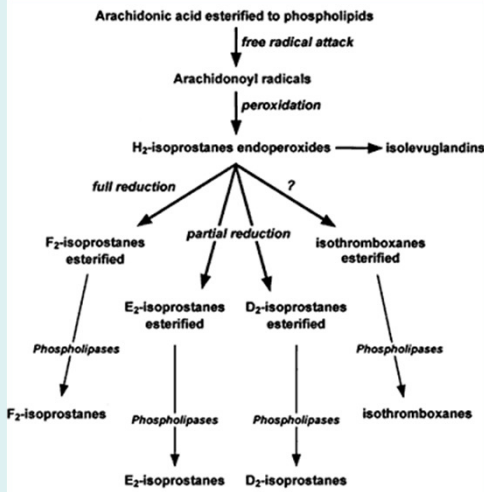 Arachidonic acid esterified to phospholipids
free radical attack
Arachidonoyl radicals
peroxidation
H₂-isoprostanes endoperoxides
isolevuglandins
full reduction
?
partial reduction
F₂-isoprostanes
esterified
isothromboxanes
esterified
E₂-isoprostanes
esterified
D₂-isoprostanes
esterified
Phospholipases
Phospholipases
F₂-isoprostanes
isothromboxanes
Phospholipases
Phospholipases
E₂-isoprostanes
D₂-isoprostanes